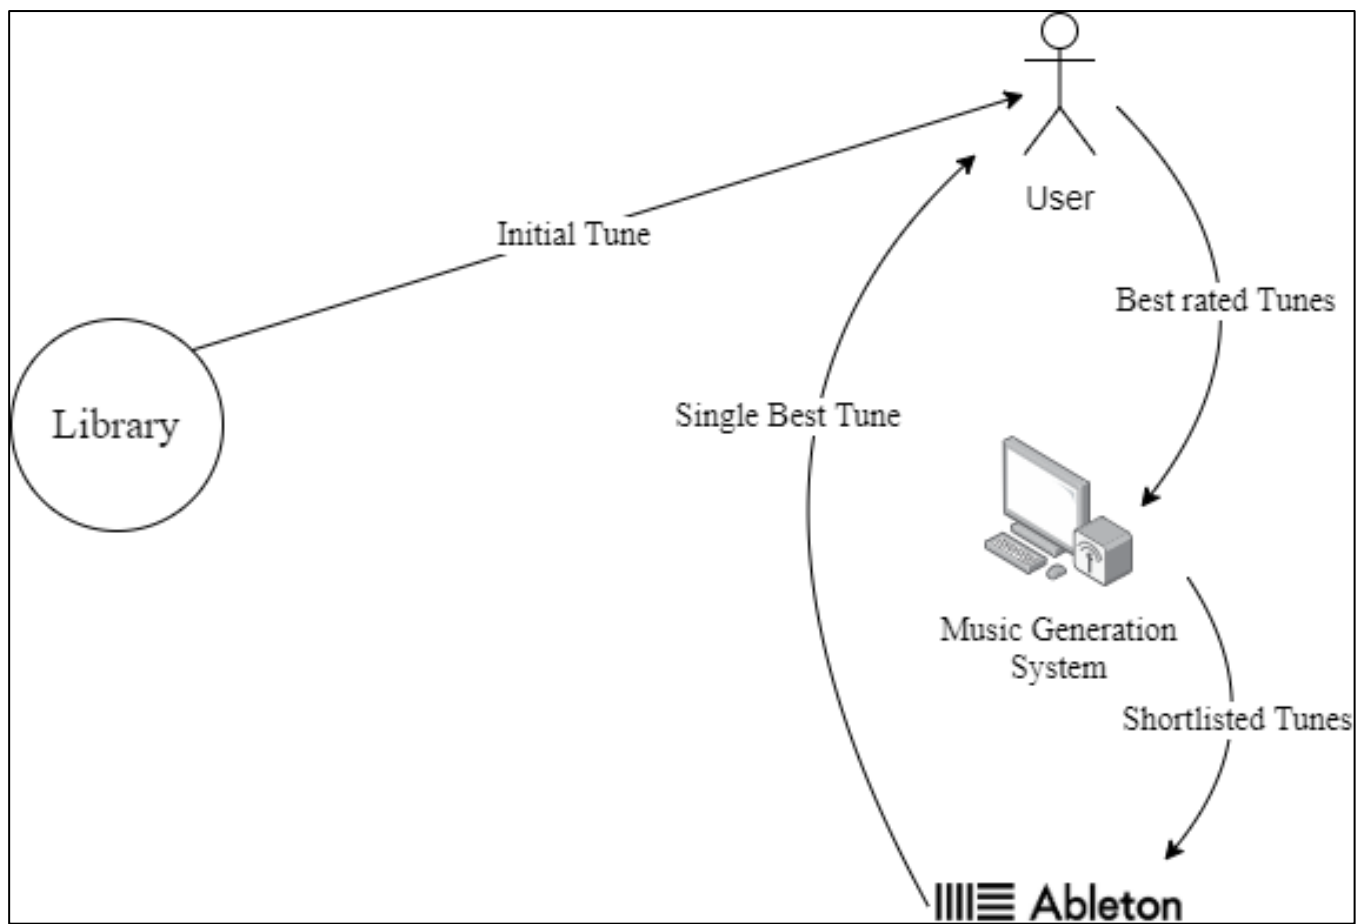 User
Initial Tune
Best rated Tunes
Library
Single Best Tune
Music Generation
System
Shortlisted Tunes
Ableton